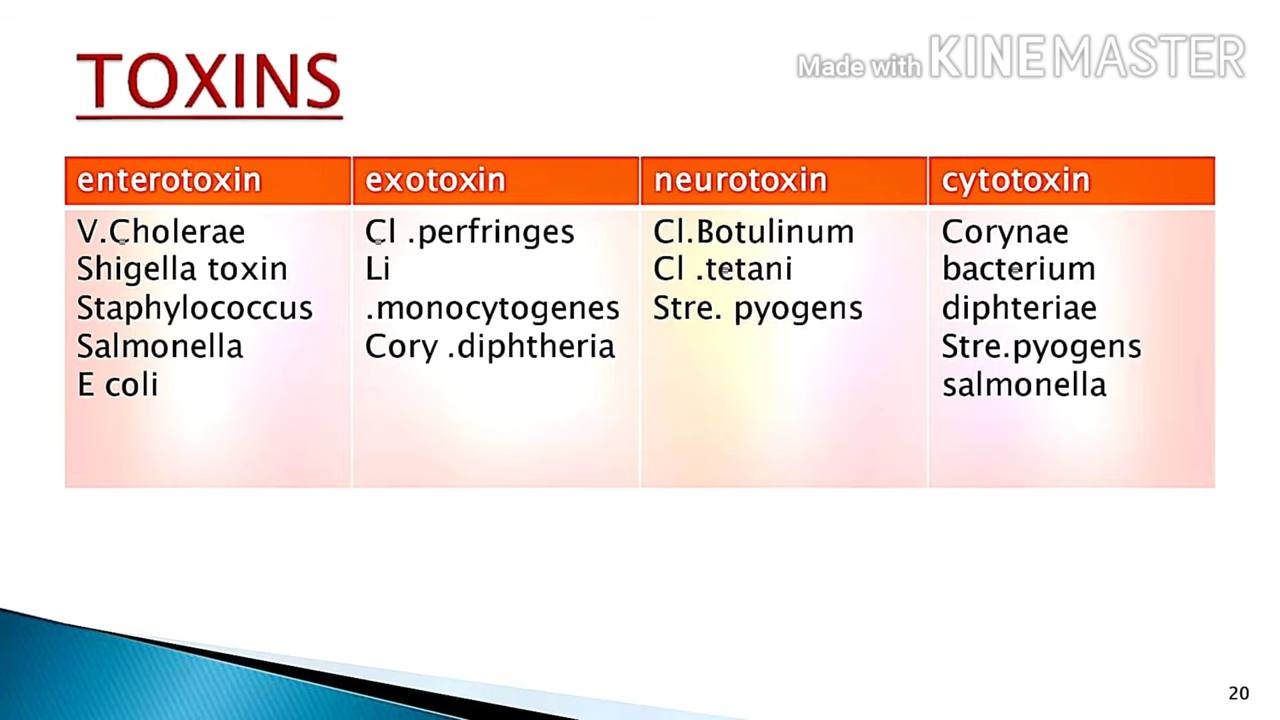 TOXINS
Made with KINEMASTER
enterotoxin
exotoxin
neurotoxin
cytotoxin
V.Cholerae
Shigella toxin
Staphylococcus
Salmonella
E coli
Cl .perfringes
Li
.monocytogenes
Cory .diphtheria
Cl.Botulinum
Cl .tetani
Stre. pyogens
Corynae
bacterium
diphteriae
Stre.pyogens
salmonella
20